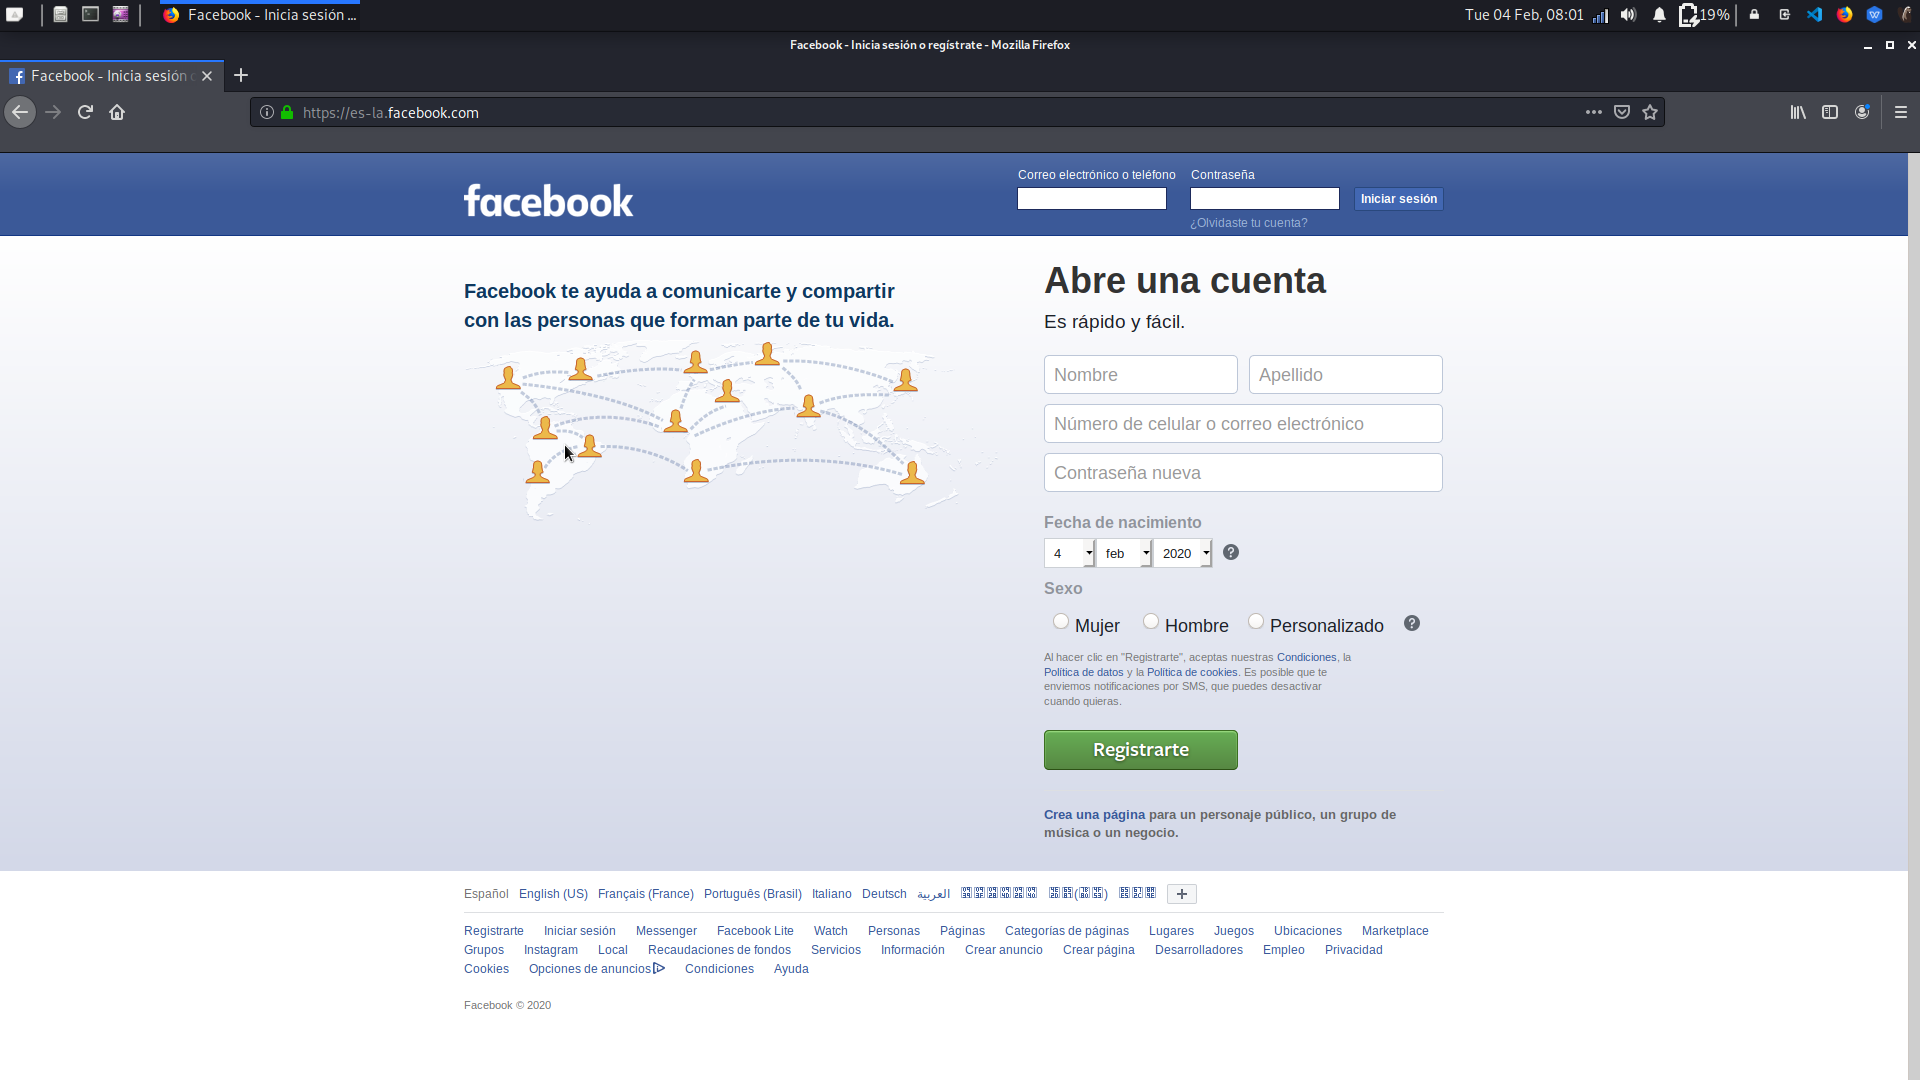 Facebook - Inicia sesión ...
Tue 04 Feb, 08:01
19%
Facebook - Inicia sesión o regístrate - Mozilla Firefox
Facebook - Inicia sesión
https://es-la.facebook.com
facebook
Correo electrónico o teléfono
Contraseña
Iniciar sesión
¿Olvidaste tu cuenta?
Facebook te ayuda a comunicarte y compartir
con las personas que forman parte de tu vida.
Abre una cuenta
Es rápido y fácil.
Nombre
Apellido
Número de celular o correo electrónico
Contraseña nueva
Fecha de nacimiento
4 feb 2020
Sexo
Mujer Hombre Personalizado
Al hacer clic en "Registrarte", aceptas nuestras Condiciones, la
Política de datos y la Política de cookies. Es posible que te
enviemos notificaciones por SMS, que puedes desactivar
cuando quieras.
Registrarte
Crea una página para un personaje público, un grupo de
música o un negocio.
Español English (US) Français (France) Português (Brasil) Italiano Deutsch العربية
Registrarte Iniciar sesión Messenger Facebook Lite Watch Personas Páginas Categorías de páginas Lugares Juegos Ubicaciones Marketplace
Grupos Instagram Local Recaudaciones de fondos Servicios Información Crear anuncio Crear página Desarrolladores Empleo Privacidad
Cookies Opciones de anuncios Condiciones Ayuda
Facebook © 2020